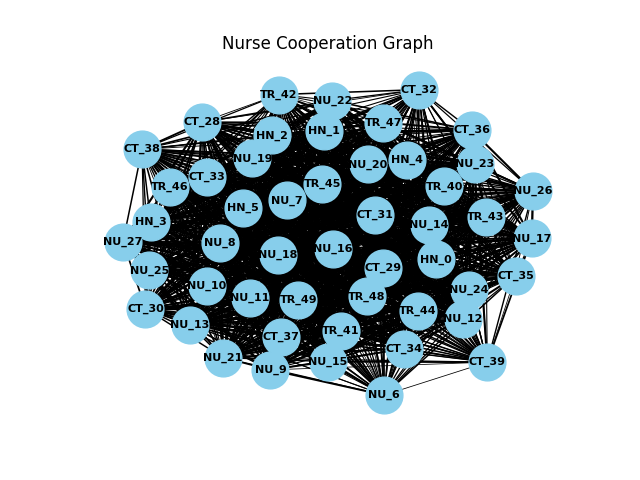 Nurse Cooperation Graph
CT_32
TR_42
NU_22
CT_28
TR_47
HN_1
CT_36
HN_2
CT_38
NU_19
HN_4
NU_20
NU_23
CT_33
TR_45
TR_46
TR_40
NU_26
NU_7
HN_5
CT_31
TR_43
HN_3
NU_14
NU_17
NU_27
NU_8
NU_16
NU_18
HN_0
CT_29
NU_25
CT_35
NU_10
NU_24
NU_11
TR_49
TR_48
CT_30
TR_44
NU_12
NU_13
TR_41
CT_37
CT_34
NU_21
NU_15
CT_39
NU_9
NU_6